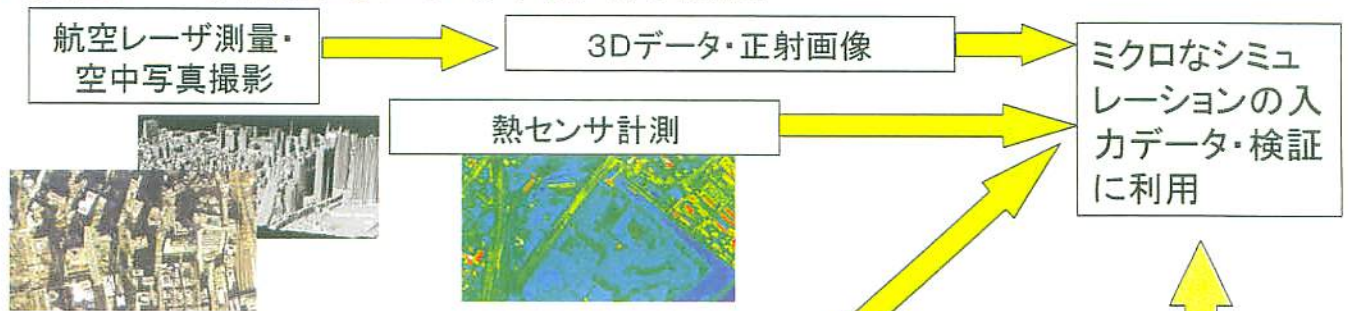 航空レーザ測量・
空中写真撮影
3Dデータ・正射画像
熱センサ計測
ミクロなシミュ
レーションの入
力データ・検証
に利用